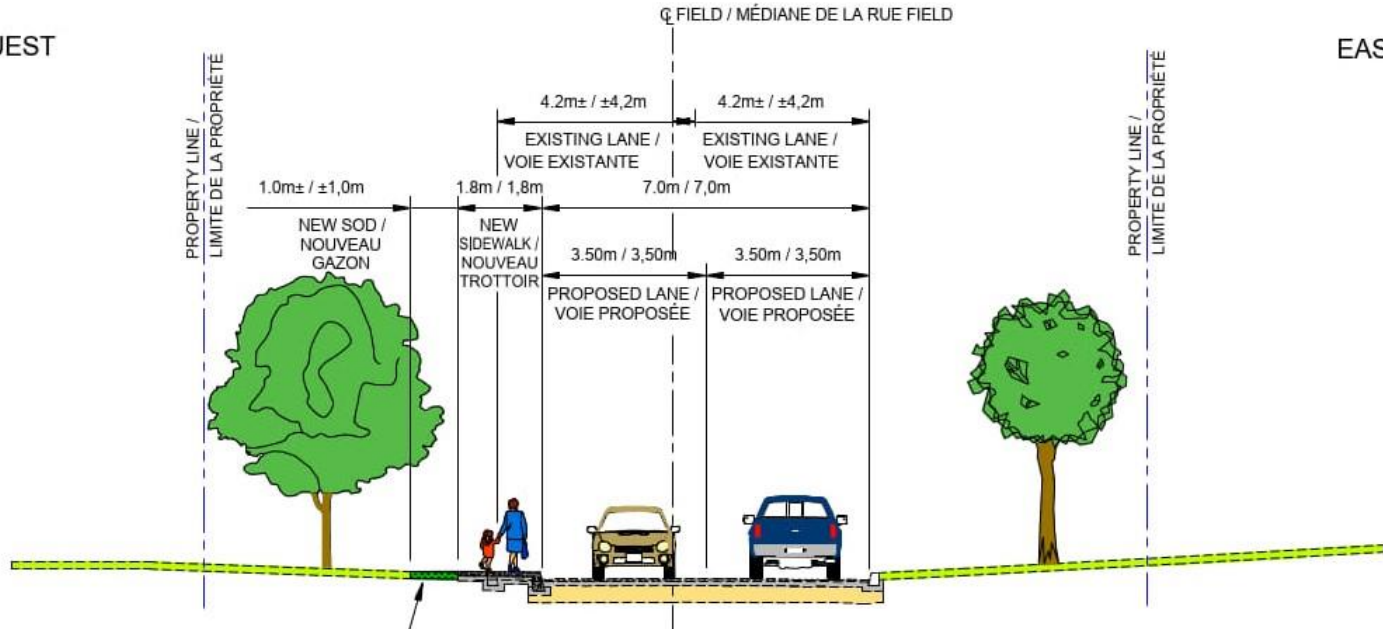 ℄ FIELD / MÉDIANE DE LA RUE FIELD
UEST
EAS
PROPERTY LINE /
LIMITE DE LA PROPRIÉTÉ
4.2m± / ±4,2m
4.2m± / ±4,2m
EXISTING LANE /
VOIE EXISTANTE
EXISTING LANE /
VOIE EXISTANTE
PROPERTY LINE /
LIMITE DE LA PROPRIÉTÉ
1.0m± / ±1,0m
1.8m / 1,8m
7.0m / 7,0m
NEW SOD /
NOUVEAU
GAZON
NEW
SIDEWALK /
NOUVEAU
TROTTOIR
3.50m / 3,50m
3.50m / 3,50m
PROPOSED LANE /
VOIE PROPOSÉE
PROPOSED LANE /
VOIE PROPOSÉE